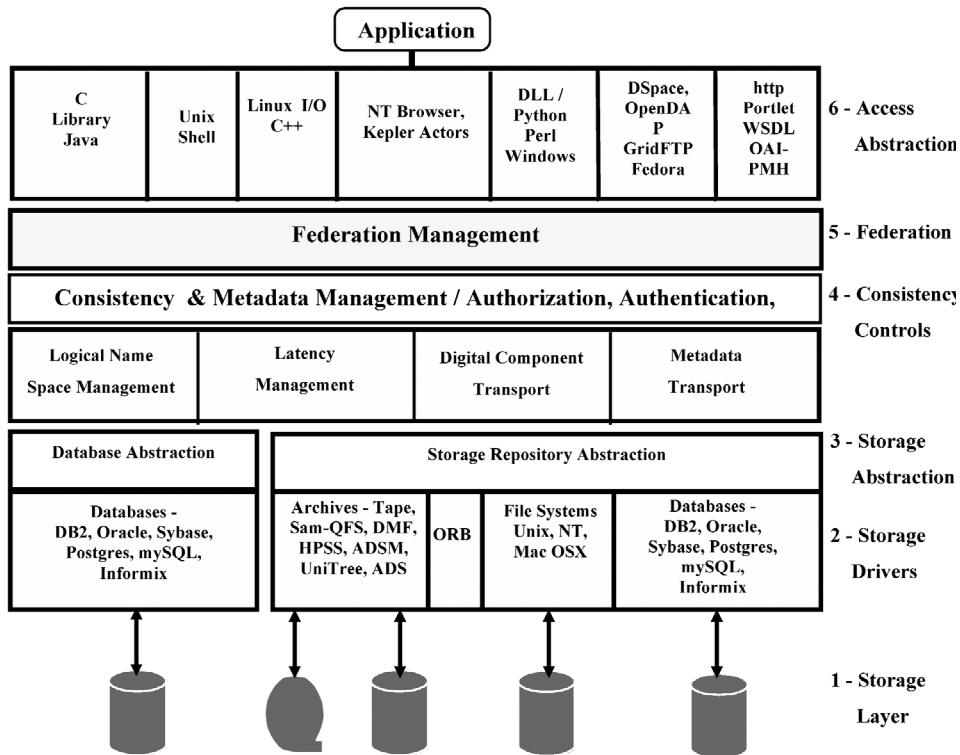 Application
C
Library
Java
Unix
Shell
Linux I/O
C++
NT Browser,
Kepler Actors
DLL /
Python
Perl
Windows
DSpace,
OpenDA
P
GridFTP
Fedora
http
Portlet
WSDL
OAI-
PMH
6 - Access
Abstraction
Federation Management
5 - Federation
Consistency & Metadata Management / Authorization, Authentication,
4 - Consistency
Controls
Logical Name
Space Management
Latency
Management
Digital Component
Transport
Metadata
Transport
Database Abstraction
Storage Repository Abstraction
3 - Storage
Abstraction
Databases -
DB2, Oracle, Sybase,
Postgres, mySQL,
Informix
Archives - Tape,
Sam-QFS, DMF,
HPSS, ADSM,
UniTree, ADS
ORB
File Systems
Unix, NT,
Mac OSX
Databases -
DB2, Oracle,
Sybase, Postgres,
mySQL,
Informix
2 - Storage
Drivers
1 - Storage
Layer